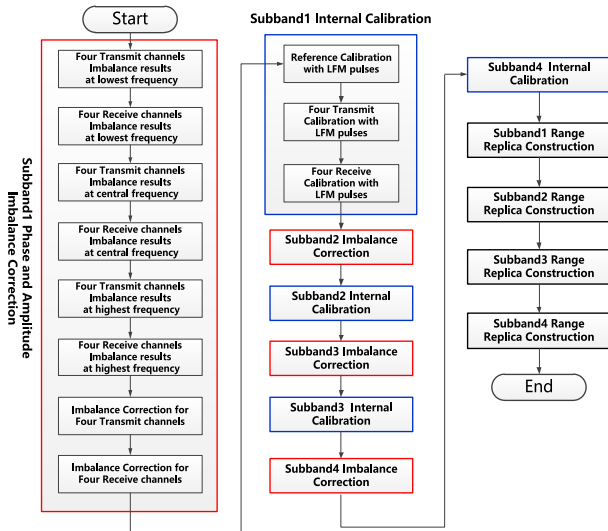 Start
Subband1 Phase and Amplitude
Imbalance Correction
Four Transmit channels
Imbalance results
at lowest frequency
Four Receive channels
Imbalance results
at lowest frequency
Four Transmit channels
Imbalance results
at central frequency
Four Receive channels
Imbalance results
at central frequency
Four Transmit channels
Imbalance results
at highest frequency
Four Receive channels
Imbalance results
at highest frequency
Imbalance Correction for
Four Transmit channels
Imbalance Correction for
Four Receive channels
Subband1 Internal Calibration
Reference Calibration
with LFM pulses
Four Transmit
Calibration with
LFM pulses
Four Receive
Calibration with
LFM pulses
Subband2 Imbalance
Correction
Subband2 Internal
Calibration
Subband3 Imbalance
Correction
Subband3 Internal
Calibration
Subband4 Imbalance
Correction
Subband4 Internal
Calibration
Subband1 Range
Replica Construction
Subband2 Range
Replica Construction
Subband3 Range
Replica Construction
Subband4 Range
Replica Construction
End